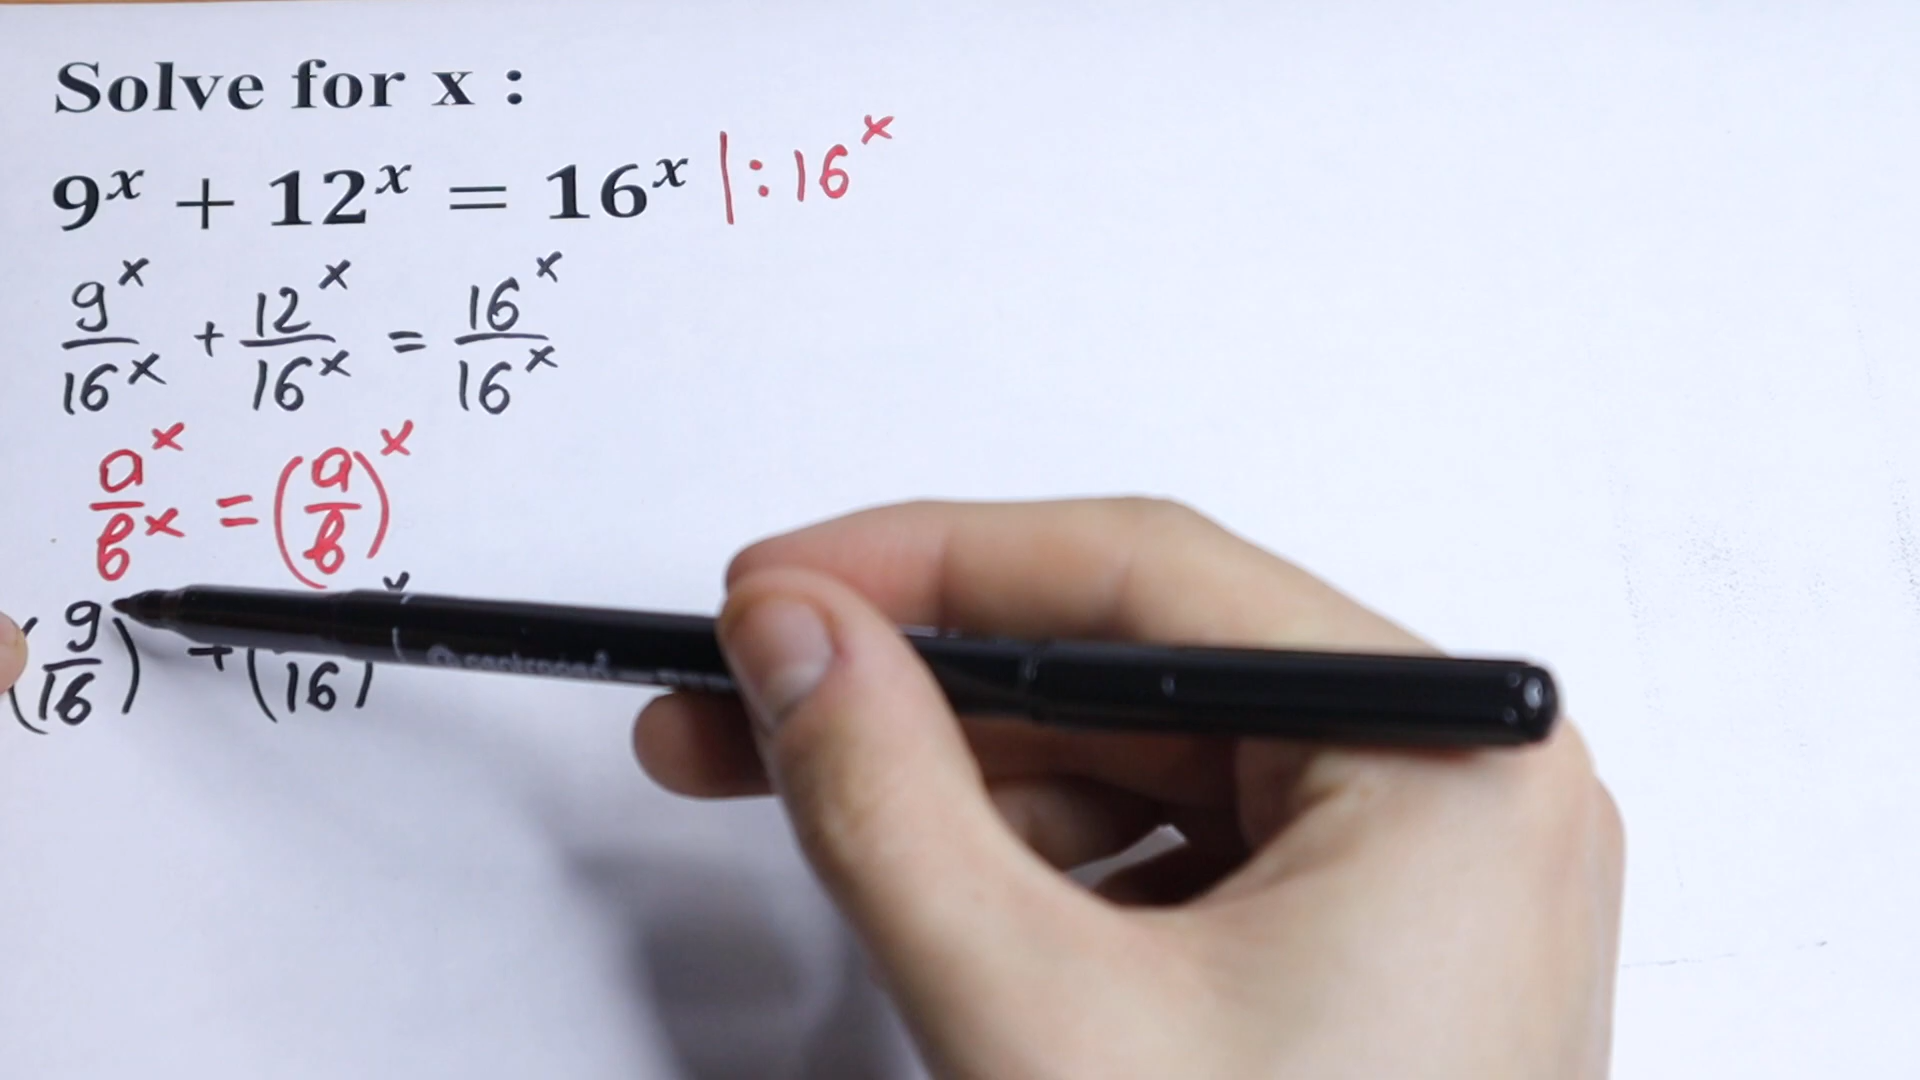 Solve for x :
9^x + 12^x = 16^x |:16^x
9^x/16^x + 12^x/16^x = 16^x/16^x
a^x/b^x = (a/b)^x
(9/16) + ( 16)